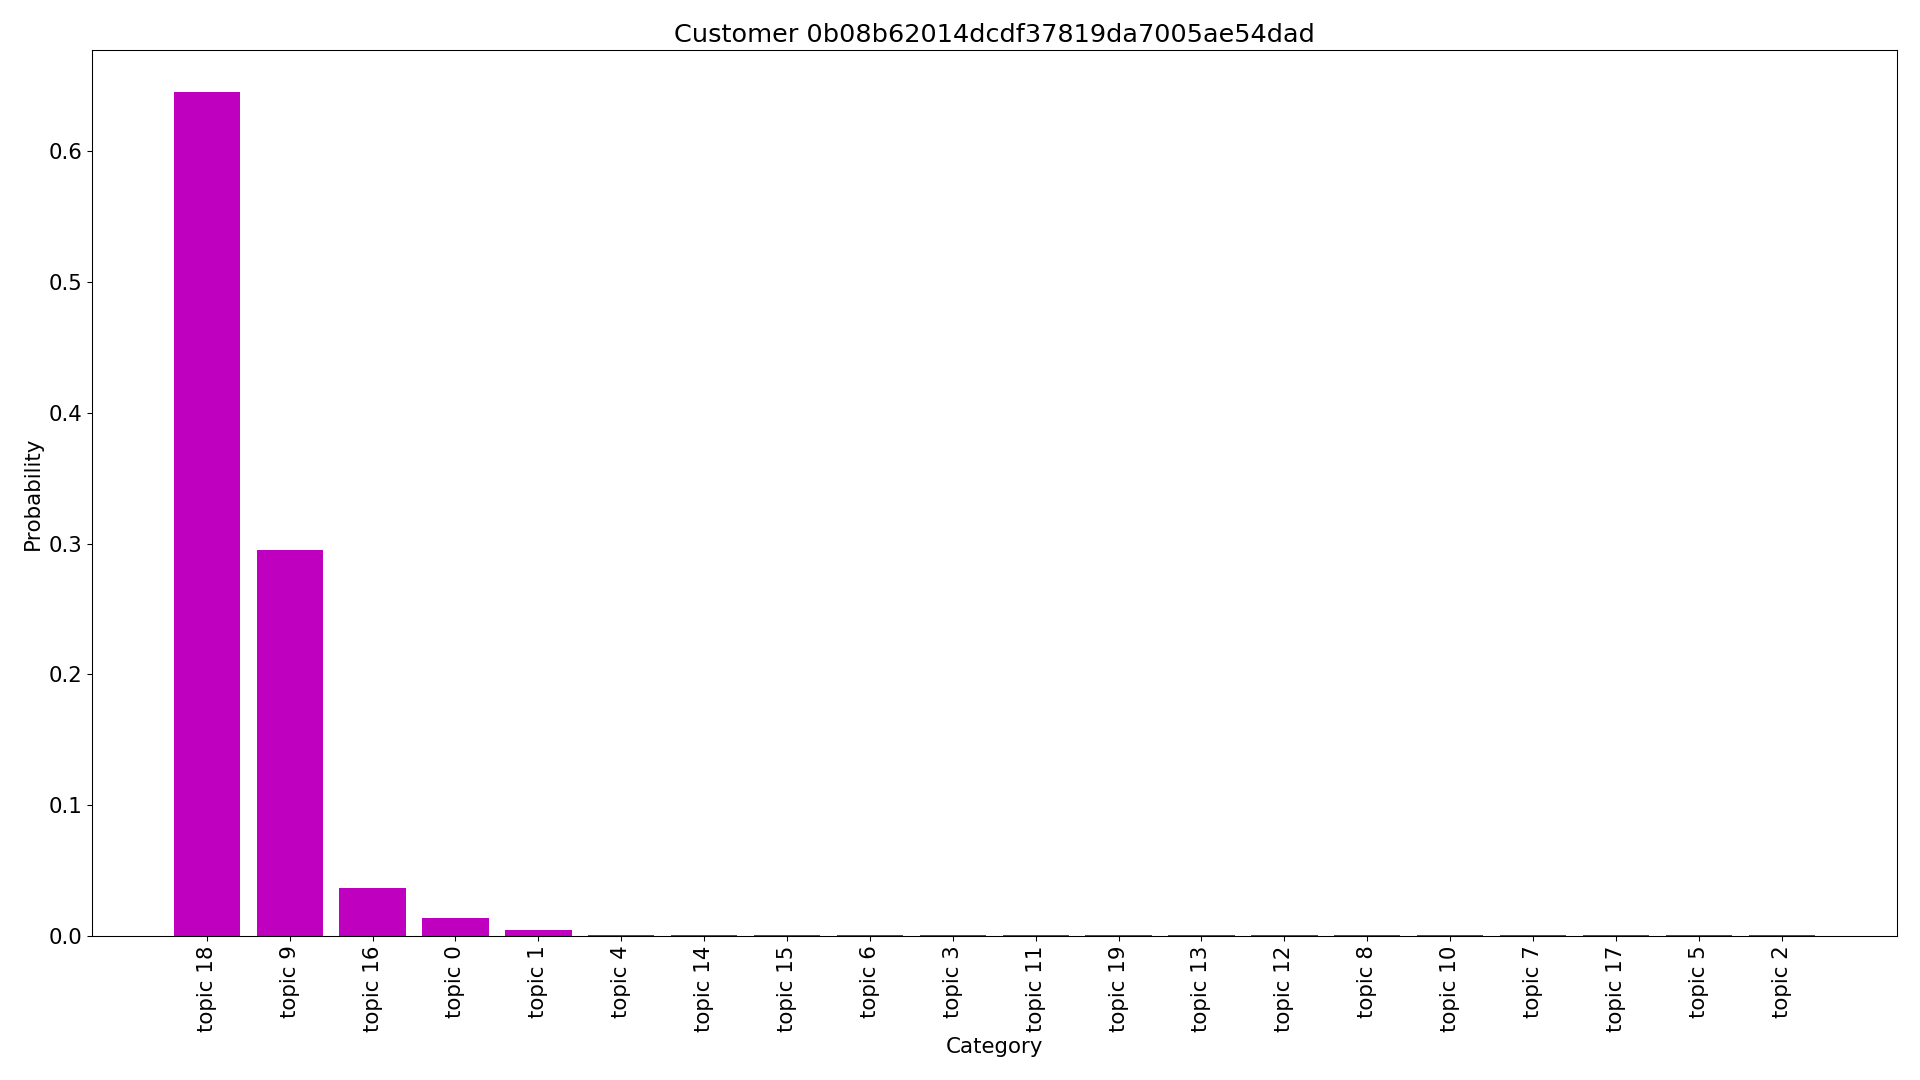 Customer 0b08b62014dcdf37819da7005ae54dad
Probability
0.6
0.5
0.4
0.3
0.2
0.1
0.0
topic 18
topic 9
topic 16
topic 0
topic 1
topic 4
topic 14
topic 15
topic 6
topic 3
topic 11
topic 19
topic 13
topic 12
topic 8
topic 10
topic 7
topic 17
topic 5
topic 2
Category